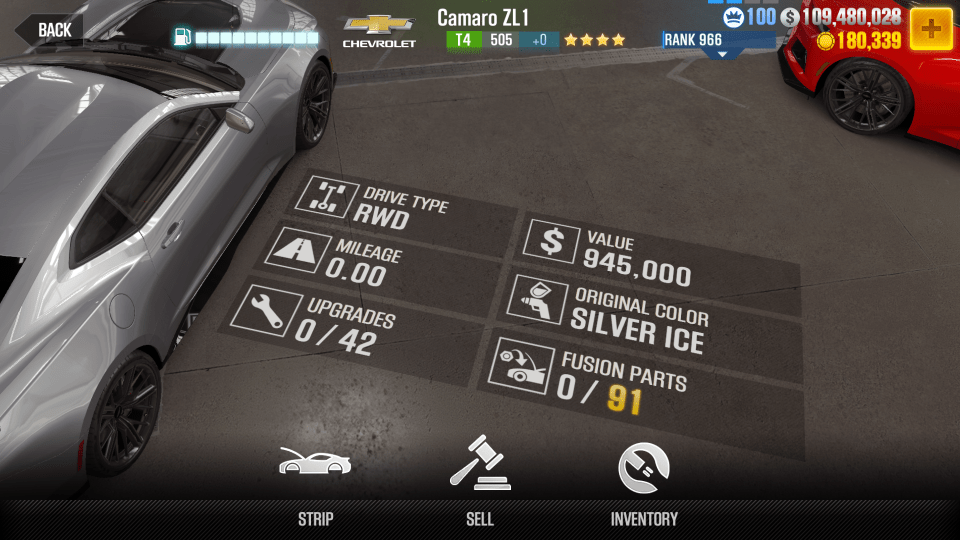 BACK
CHEVROLET
Camaro ZL1
T4 505 +0
RANK 966
100 $ 109,480,028
180,339
DRIVE TYPE
RWD
MILEAGE
0.00
UPGRADES
0 / 42
$ VALUE
945,000
ORIGINAL COLOR
SILVER ICE
FUSION PARTS
0 / 91
STRIP
SELL
INVENTORY